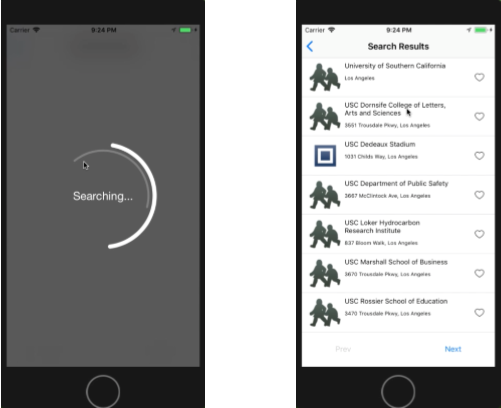 Carrier 9:24 PM
Searching...
Carrier 9:24 PM
Search Results
University of Southern California
Los Angeles
USC Dornsife College of Letters,
Arts and Sciences
3551 Trousdale Pkwy, Los Angeles
USC Dedeaux Stadium
1031 Childs Way, Los Angeles
USC Department of Public Safety
3667 McClintock Ave, Los Angeles
USC Loker Hydrocarbon
Research Institute
837 Bloom Walk, Los Angeles
USC Marshall School of Business
3670 Trousdale Pkwy, Los Angeles
USC Rossier School of Education
3470 Trousdale Pkwy, Los Angeles
Prev Next